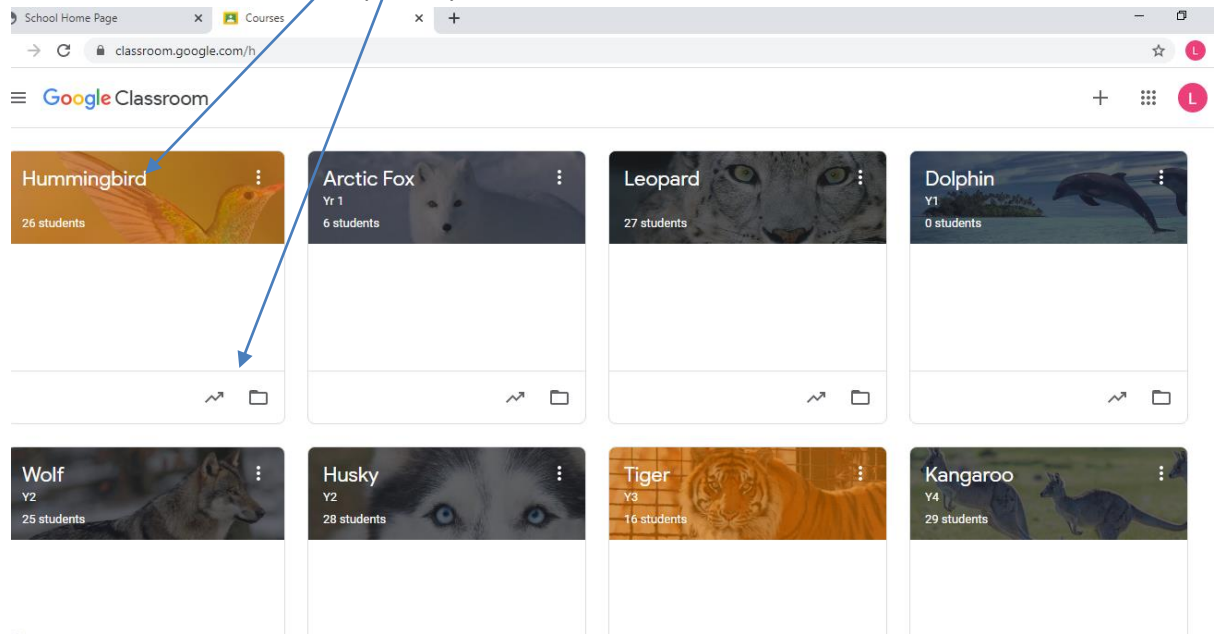 School Home Page
Courses
classroom.google.com/h
L
Google Classroom
L
Hummingbird
26 students
Arctic Fox
Yr 1
6 students
Leopard
27 students
Dolphin
Y1
0 students
Wolf
Y2
25 students
Husky
Y2
28 students
Tiger
Y3
16 students
Kangaroo
Y4
29 students